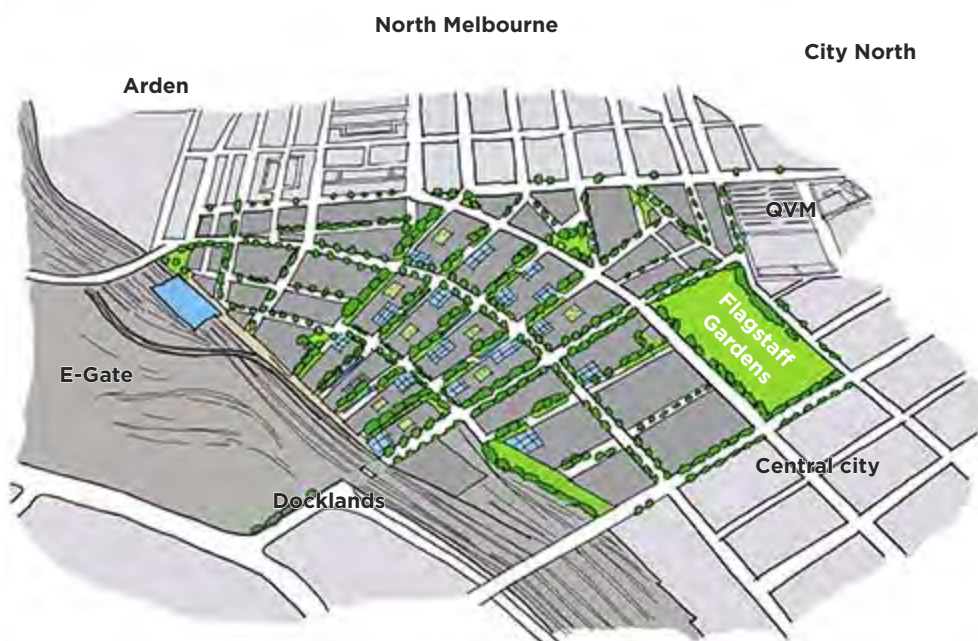 North Melbourne
City North
Arden
QVM
Flagstaff
Gardens
E-Gate
Central city
Docklands